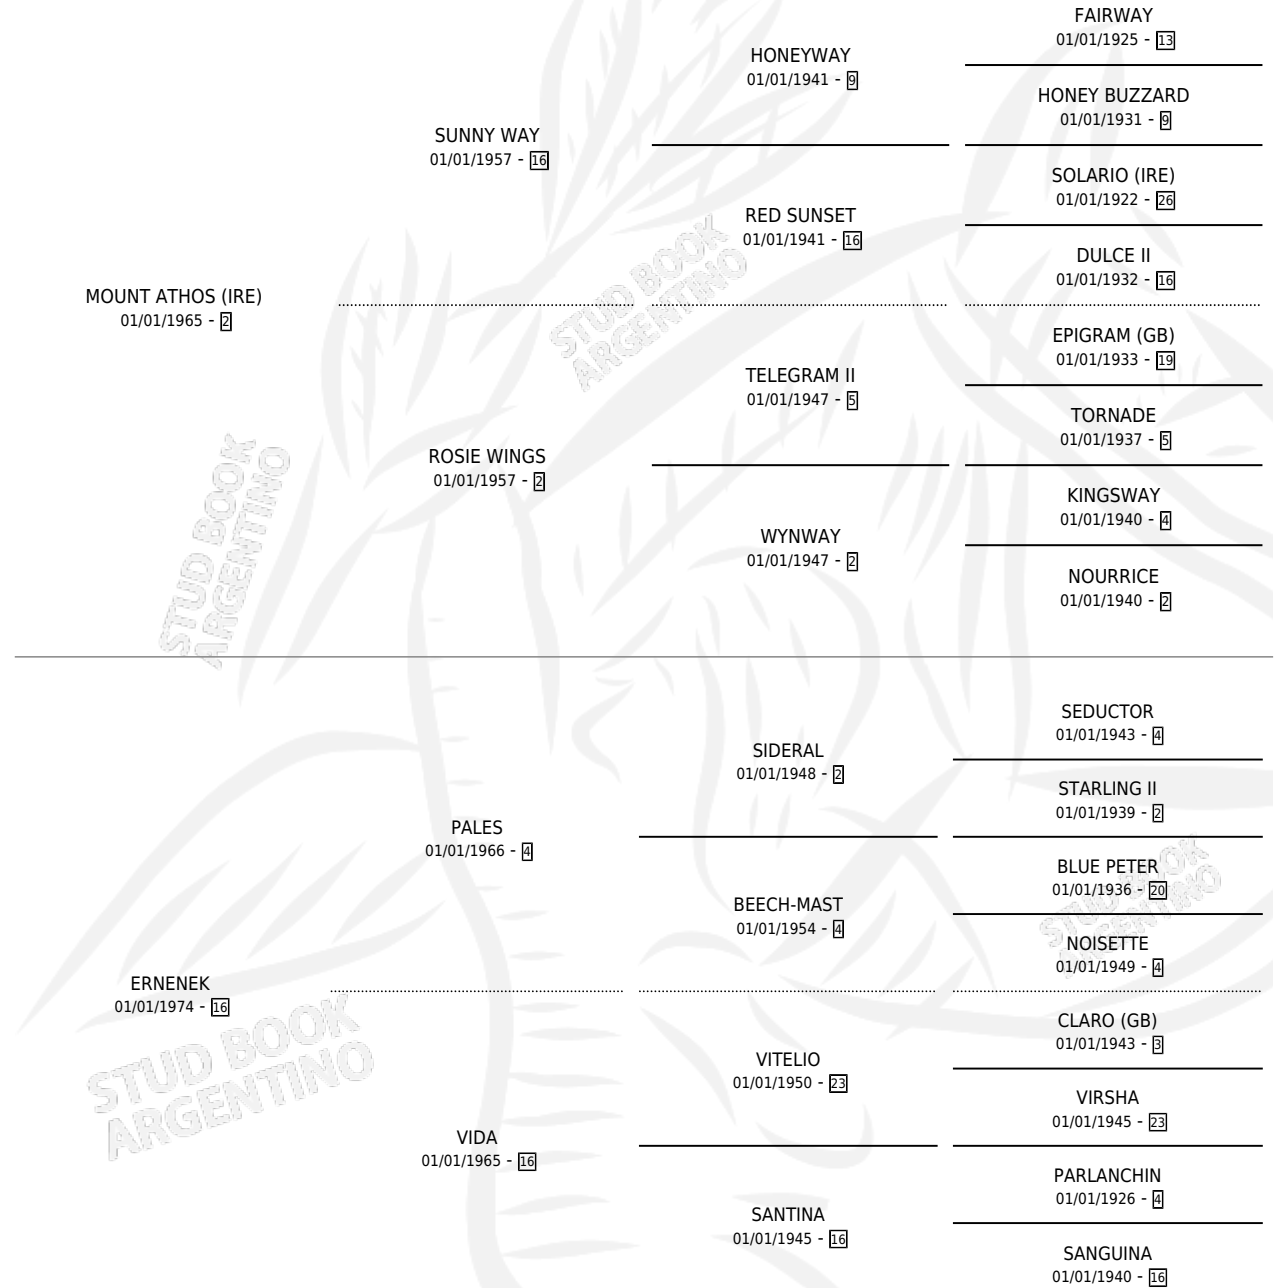 FAIRWAY
01/01/1925 - 13
HONEYWAY
01/01/1941 - 9
HONEY BUZZARD
01/01/1931 - 9
SUNNY WAY
01/01/1957 - 16
SOLARIO (IRE)
01/01/1922 - 26
RED SUNSET
01/01/1941 - 16
DULCE II
01/01/1932 - 16
MOUNT ATHOS (IRE)
01/01/1965 - 2
EPIGRAM (GB)
01/01/1933 - 19
TELEGRAM II
01/01/1947 - 5
TORNADE
01/01/1937 - 5
ROSIE WINGS
01/01/1957 - 2
KINGSWAY
01/01/1940 - 4
WYNWAY
01/01/1947 - 2
NOURRICE
01/01/1940 - 2
SEDUCTOR
01/01/1943 - 4
SIDERAL
01/01/1948 - 2
STARLING II
01/01/1939 - 2
PALES
01/01/1966 - 4
BLUE PETER
01/01/1936 - 20
BEECH-MAST
01/01/1954 - 4
NOISETTE
01/01/1949 - 4
ERNENEK
01/01/1974 - 16
CLARO (GB)
01/01/1943 - 3
VITELIO
01/01/1950 - 23
VIRSHA
01/01/1945 - 23
VIDA
01/01/1965 - 16
PARLANCHIN
01/01/1926 - 4
SANTINA
01/01/1945 - 16
SANGUINA
01/01/1940 - 16
STUD BOOK
ARGENTINO
STUD BOOK
ARGENTINO
STUD BOOK
ARGENTINO
STUD BOOK
ARGENTINO